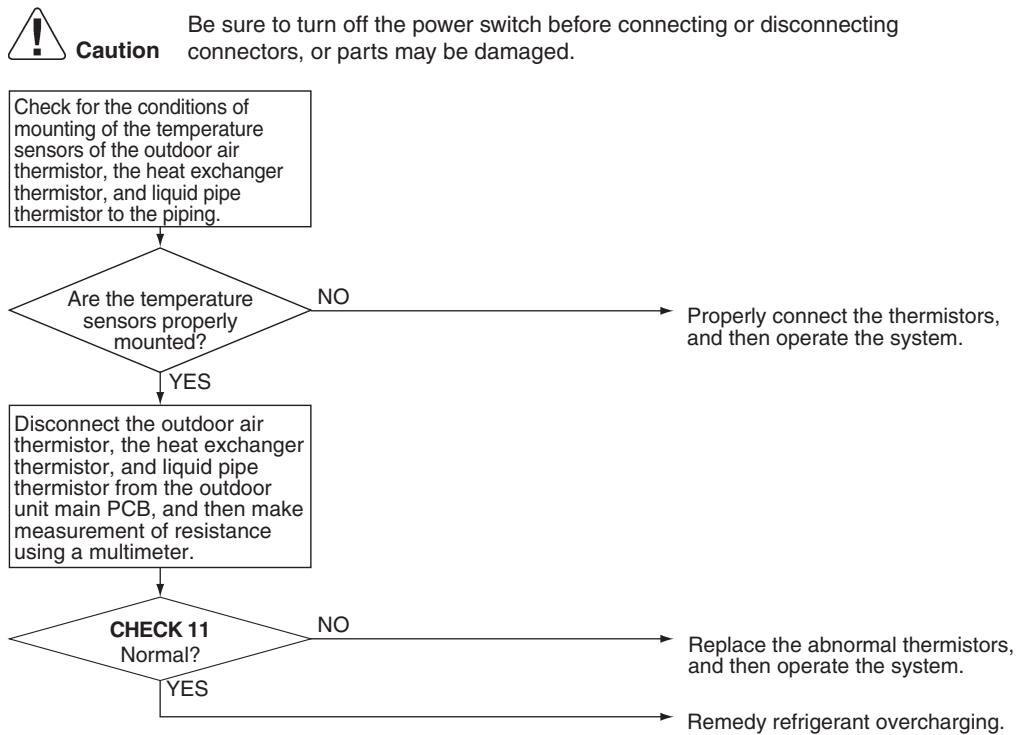 Caution
Be sure to turn off the power switch before connecting or disconnecting
connectors, or parts may be damaged.
Check for the conditions of
mounting of the temperature
sensors of the outdoor air
thermistor, the heat exchanger
thermistor, and liquid pipe
thermistor to the piping.
Are the temperature
sensors properly
mounted?
NO
Properly connect the thermistors,
and then operate the system.
YES
Disconnect the outdoor air
thermistor, the heat exchanger
thermistor, and liquid pipe
thermistor from the outdoor
unit main PCB, and then make
measurement of resistance
using a multimeter.
CHECK 11
Normal?
NO
Replace the abnormal thermistors,
and then operate the system.
YES
Remedy refrigerant overcharging.